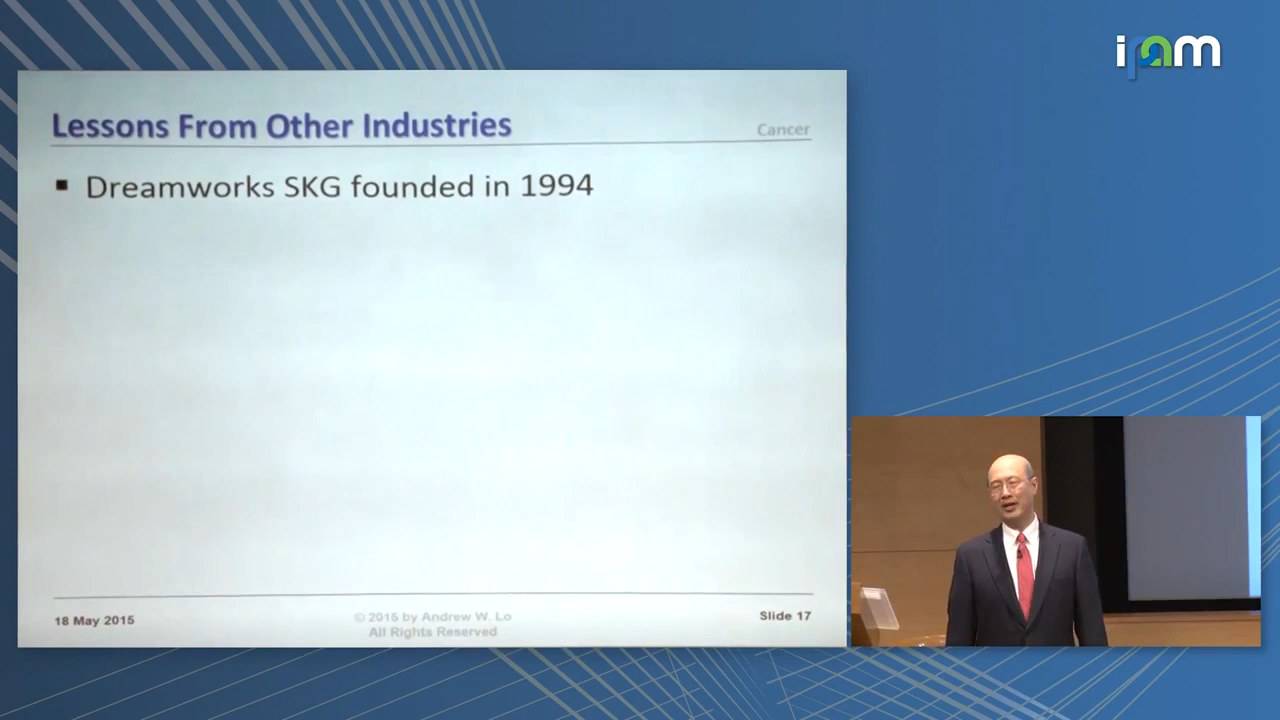 ipam
Lessons From Other Industries
Cancer
▪ Dreamworks SKG founded in 1994
18 May 2015
© 2015 by Andrew W. Lo
All Rights Reserved
Slide 17